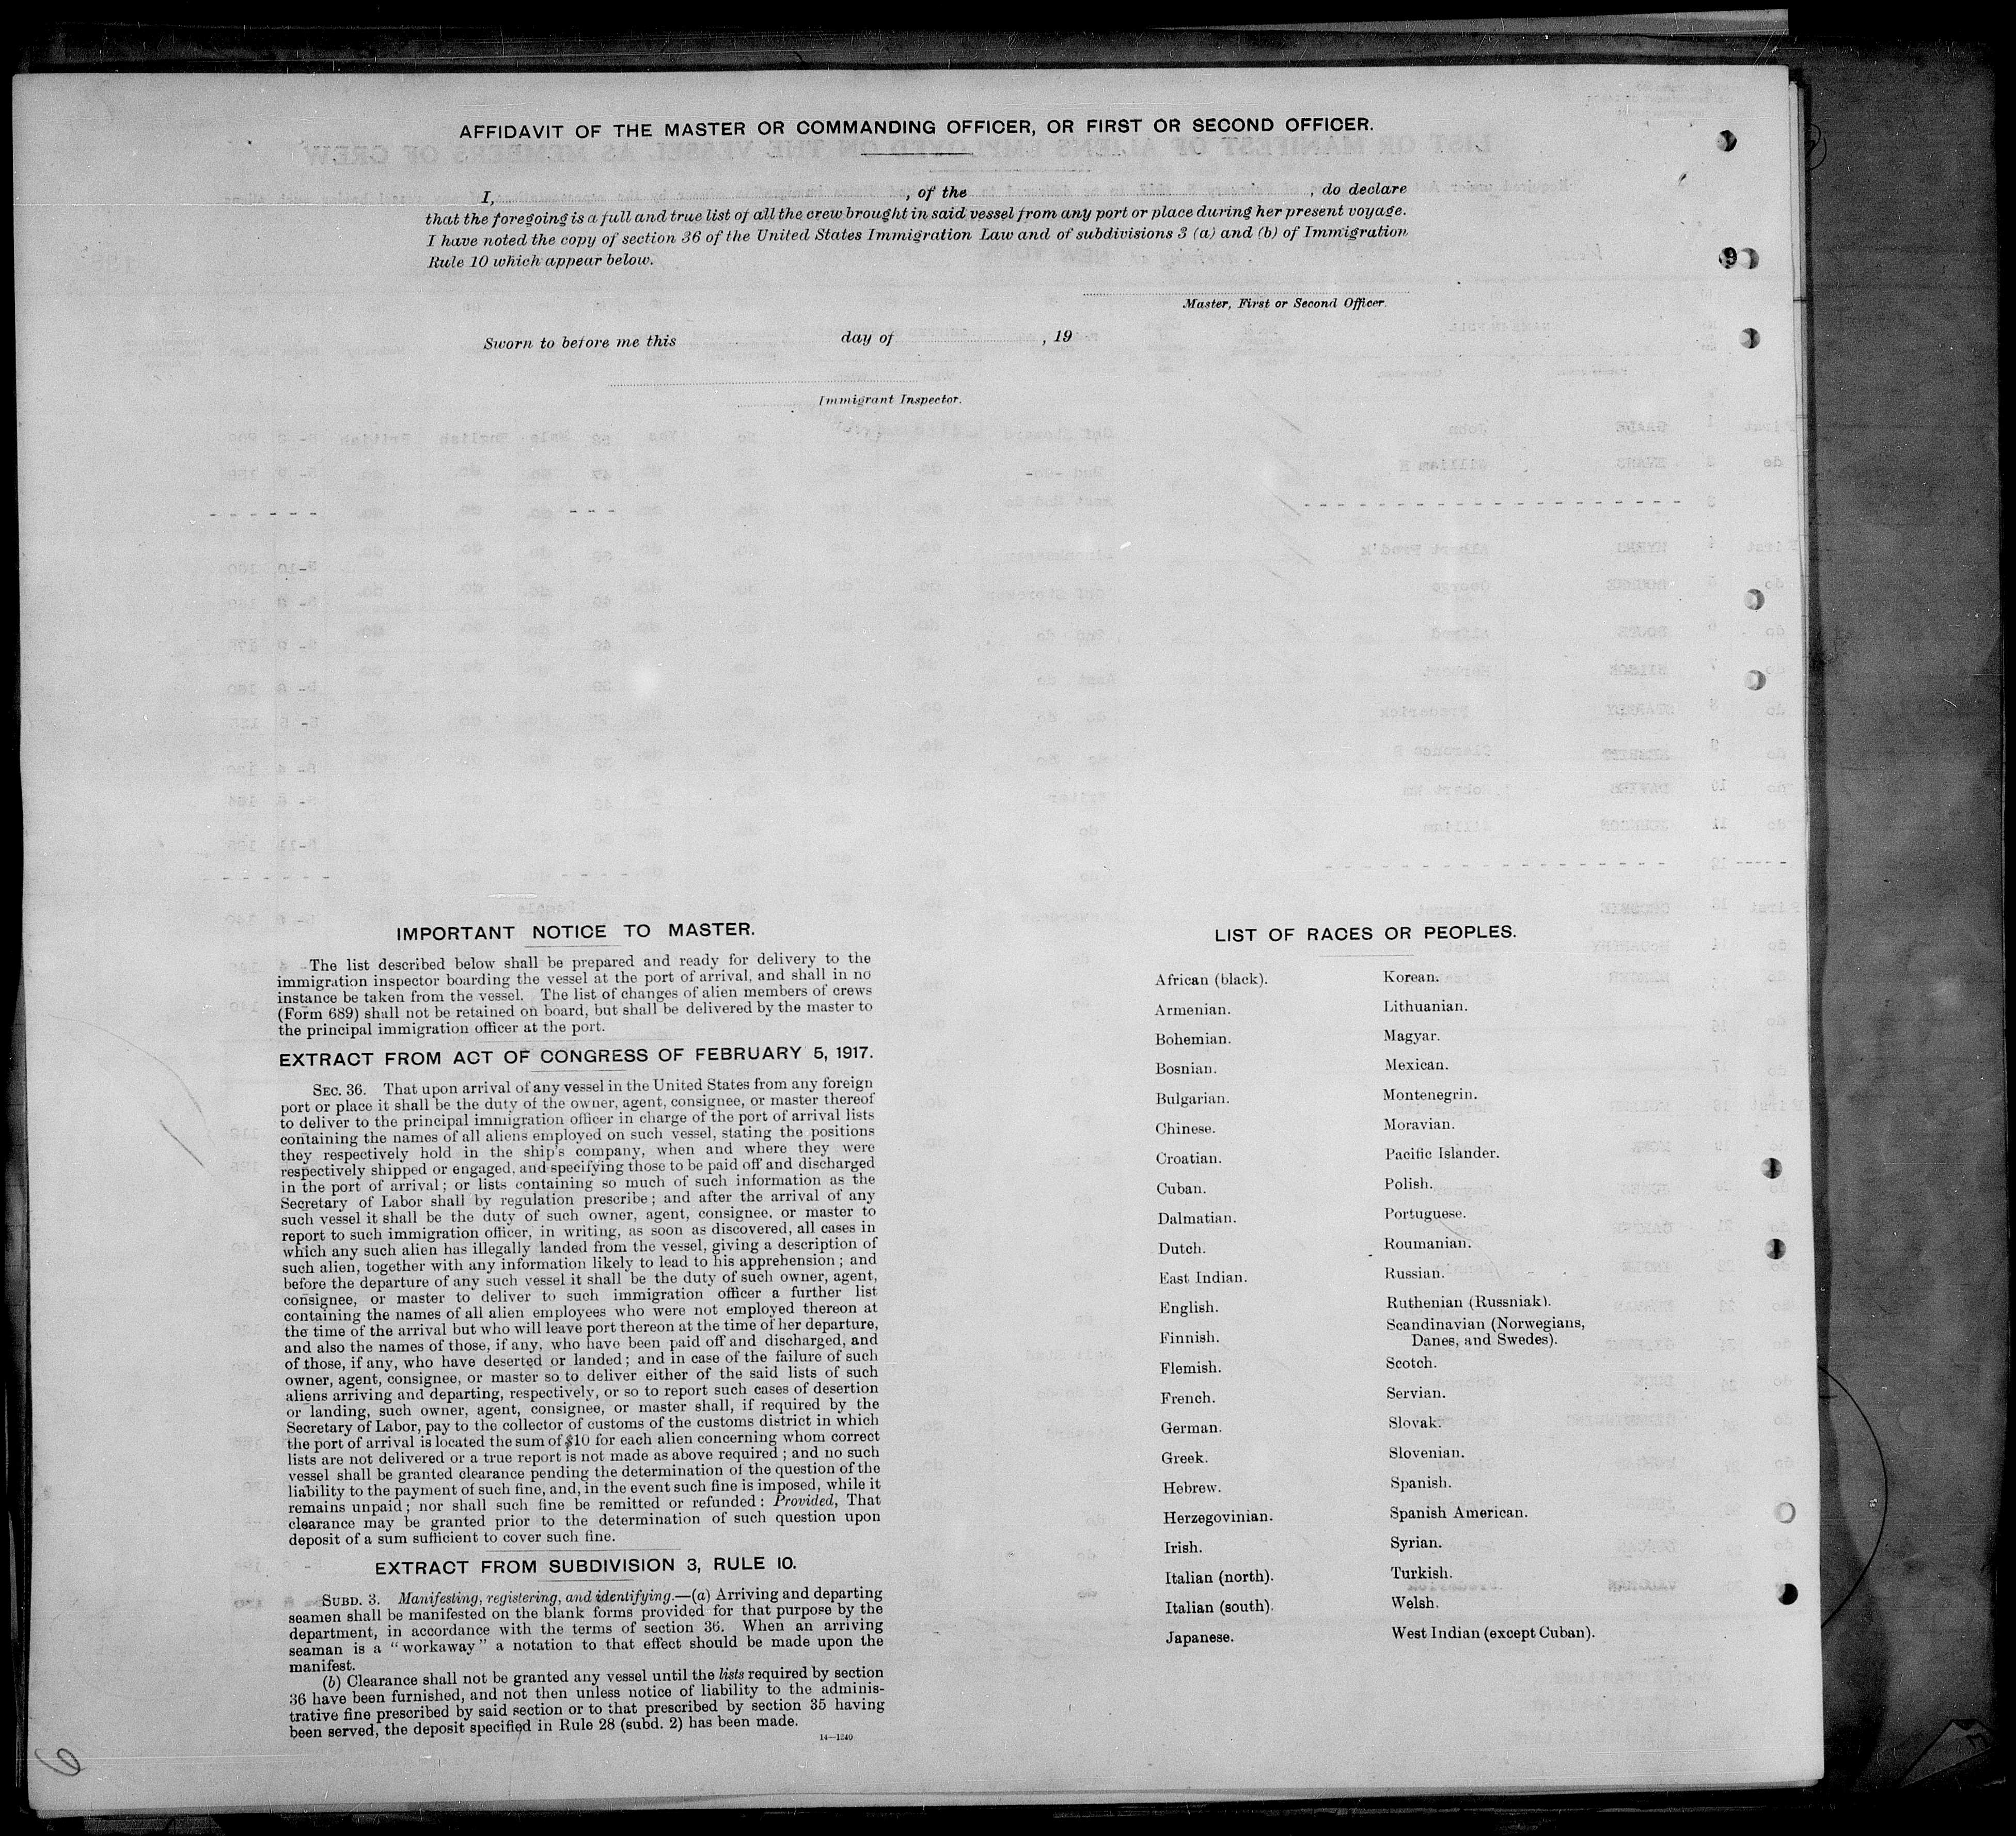 AFFIDAVIT OF THE MASTER OR COMMANDING OFFICER, OR FIRST OR SECOND OFFICER.
I, , of the , do declare
that the foregoing is a full and true list of all the crew brought in said vessel from any port or place during her present voyage.
I have noted the copy of section 36 of the United States Immigration Law and of subdivisions 3 (a) and (b) of Immigration
Rule 10 which appear below.
Master, First or Second Officer.
Sworn to before me this day of , 19
Immigrant Inspector.
9
IMPORTANT NOTICE TO MASTER.
The list described below shall be prepared and ready for delivery to the
immigration inspector boarding the vessel at the port of arrival, and shall in no
instance be taken from the vessel. The list of changes of alien members of crews
(Form 689) shall not be retained on board, but shall be delivered by the master to
the principal immigration officer at the port.
EXTRACT FROM ACT OF CONGRESS OF FEBRUARY 5, 1917.
SEC. 36. That upon arrival of any vessel in the United States from any foreign
port or place it shall be the duty of the owner, agent, consignee, or master thereof
to deliver to the principal immigration officer in charge of the port of arrival lists
containing the names of all aliens employed on such vessel, stating the positions
they respectively hold in the ship's company, when and where they were
respectively shipped or engaged, and specifying those to be paid off and discharged
in the port of arrival; or lists containing so much of such information as the
Secretary of Labor shall by regulation prescribe; and after the arrival of any
such vessel it shall be the duty of such owner, agent, consignee, or master to
report to such immigration officer, in writing, as soon as discovered, all cases in
which any such alien has illegally landed from the vessel, giving a description of
such alien, together with any information likely to lead to his apprehension; and
before the departure of any such vessel it shall be the duty of such owner, agent,
consignee, or master to deliver to such immigration officer a further list
containing the names of all alien employees who were not employed thereon at
the time of the arrival but who will leave port thereon at the time of her departure,
and also the names of those, if any, who have been paid off and discharged, and
of those, if any, who have deserted or landed; and in case of the failure of such
owner, agent, consignee, or master so to deliver either of the said lists of such
aliens arriving and departing, respectively, or so to report such cases of desertion
or landing, such owner, agent, consignee, or master shall, if required by the
Secretary of Labor, pay to the collector of customs of the customs district in which
the port of arrival is located the sum of $10 for each alien concerning whom correct
lists are not delivered or a true report is not made as above required; and no such
vessel shall be granted clearance pending the determination of the question of the
liability to the payment of such fine, and, in the event such fine is imposed, while it
remains unpaid; nor shall such fine be remitted or refunded: Provided, That
clearance may be granted prior to the determination of such question upon
deposit of a sum sufficient to cover such fine.
EXTRACT FROM SUBDIVISION 3, RULE 10.
SUBD. 3. Manifesting, registering, and identifying.—(a) Arriving and departing
seamen shall be manifested on the blank forms provided for that purpose by the
department, in accordance with the terms of section 36. When an arriving
seaman is a "workaway" a notation to that effect should be made upon the
manifest.
(b) Clearance shall not be granted any vessel until the lists required by section
36 have been furnished, and not then unless notice of liability to the adminis-
trative fine prescribed by said section or to that prescribed by section 35 having
been served, the deposit specified in Rule 28 (subd. 2) has been made.
14—1240
LIST OF RACES OR PEOPLES.
African (black).
Armenian.
Bohemian.
Bosnian.
Bulgarian.
Chinese.
Croatian.
Cuban.
Dalmatian.
Dutch.
East Indian.
English.
Finnish.
Flemish.
French.
German.
Greek.
Hebrew.
Herzegovinian.
Irish.
Italian (north).
Italian (south).
Japanese.
Korean.
Lithuanian.
Magyar.
Mexican.
Montenegrin.
Moravian.
Pacific Islander.
Polish.
Portuguese.
Roumanian.
Russian.
Ruthenian (Russniak).
Scandinavian (Norwegians,
Danes, and Swedes).
Scotch.
Servian.
Slovak.
Slovenian.
Spanish.
Spanish American.
Syrian.
Turkish.
Welsh.
West Indian (except Cuban).